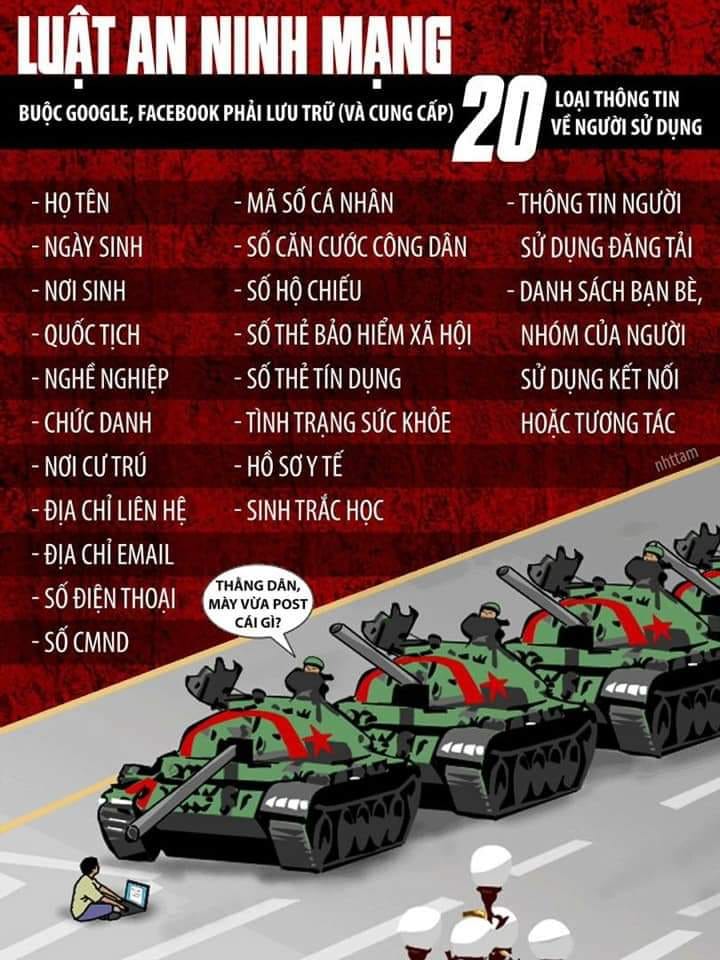 LUẬT AN NINH MẠNG
BUỘC GOOGLE, FACEBOOK PHẢI LƯU TRỮ (VÀ CUNG CẤP)
20
LOẠI THÔNG TIN
VỀ NGƯỜI SỬ DỤNG
- HỌ TÊN
- NGÀY SINH
- NƠI SINH
- QUỐC TỊCH
- NGHỀ NGHIỆP
- CHỨC DANH
- NƠI CƯ TRÚ
- ĐỊA CHỈ LIÊN HỆ
- ĐỊA CHỈ EMAIL
- SỐ ĐIỆN THOẠI
- SỐ CMND
- MÃ SỐ CÁ NHÂN
- SỐ CĂN CƯỚC CÔNG DÂN
- SỐ HỘ CHIẾU
- SỐ THẺ BẢO HIỂM XÃ HỘI
- SỐ THẺ TÍN DỤNG
- TÌNH TRẠNG SỨC KHỎE
- HỒ SƠ Y TẾ
- SINH TRẮC HỌC
- THÔNG TIN NGƯỜI
SỬ DỤNG ĐĂNG TẢI
- DANH SÁCH BẠN BÈ,
NHÓM CỦA NGƯỜI
SỬ DỤNG KẾT NỐI
HOẶC TƯƠNG TÁC
nhttam
THẰNG DÂN,
MÀY VỪA POST
CÁI GÌ?